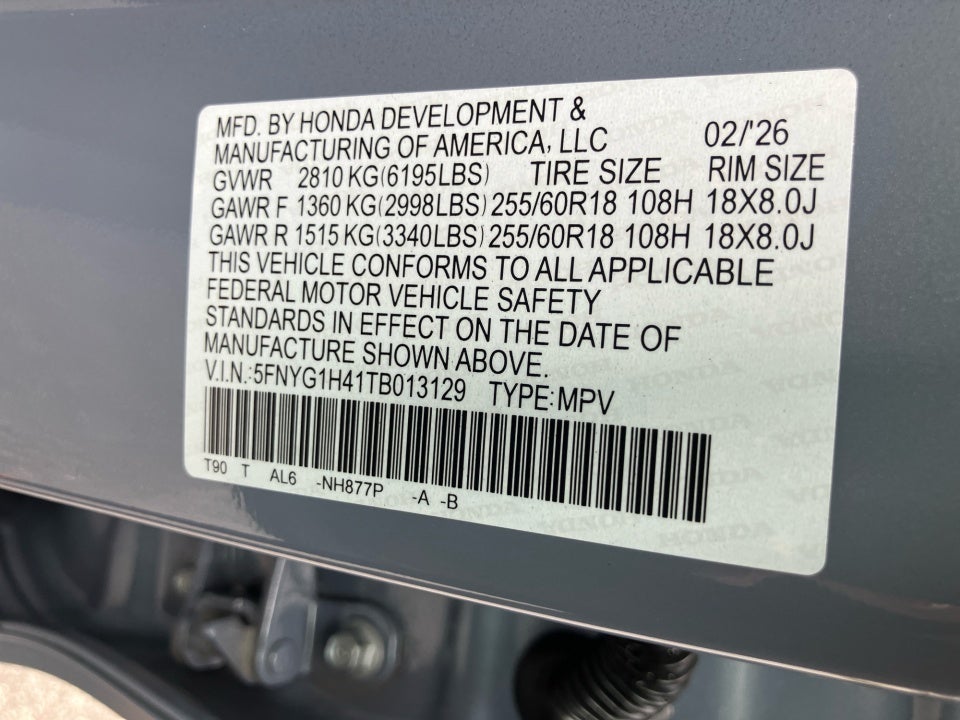 MFD. BY HONDA DEVELOPMENT &
MANUFACTURING OF AMERICA, LLC 02/'26
GVWR 2810 KG(6195LBS) TIRE SIZE RIM SIZE
GAWR F 1360 KG(2998LBS) 255/60R18 108H 18X8.0J
GAWR R 1515 KG(3340LBS) 255/60R18 108H 18X8.0J
THIS VEHICLE CONFORMS TO ALL APPLICABLE
FEDERAL MOTOR VEHICLE SAFETY
STANDARDS IN EFFECT ON THE DATE OF
MANUFACTURE SHOWN ABOVE.
V.I.N.:5FNYG1H41TB013129 TYPE:MPV
T90 T AL6 -NH877P -A -B
HONDA